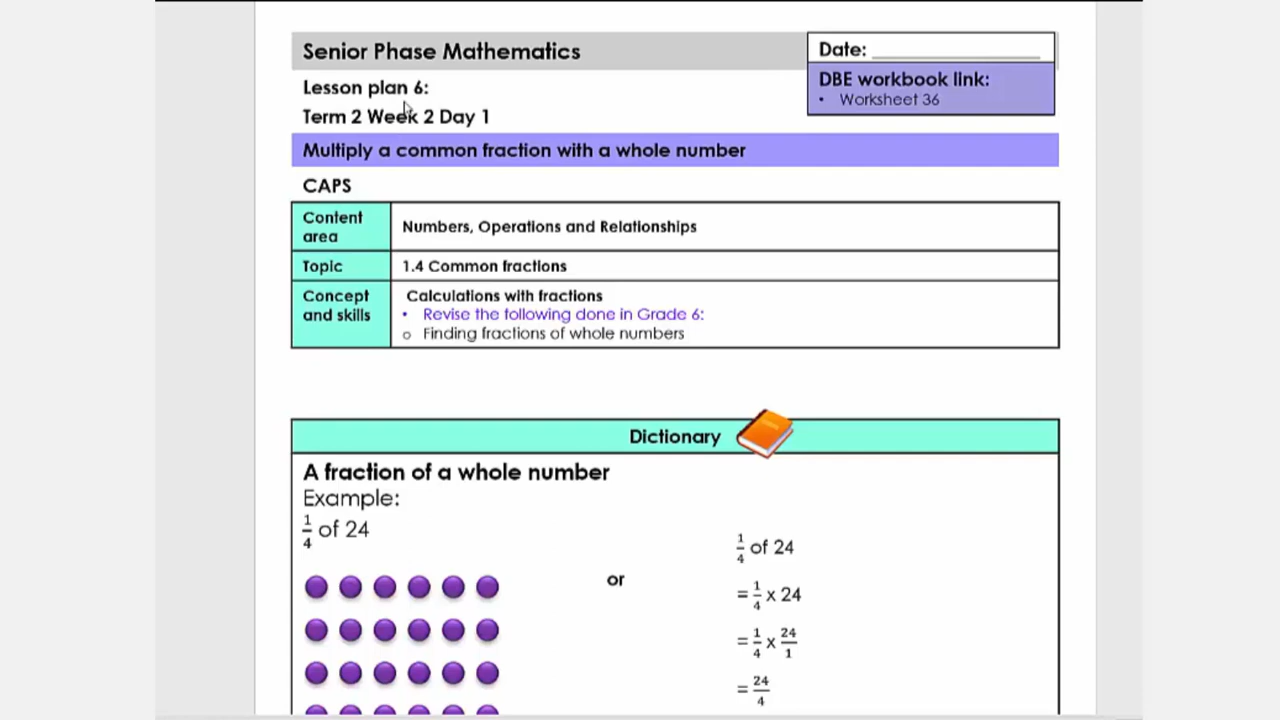 Senior Phase Mathematics
Date: ____________________
DBE workbook link:
• Worksheet 36
Lesson plan 6:
Term 2 Week 2 Day 1
Multiply a common fraction with a whole number
CAPS
Content area
Numbers, Operations and Relationships
Topic
1.4 Common fractions
Concept and skills
Calculations with fractions
• Revise the following done in Grade 6:
o Finding fractions of whole numbers
Dictionary
A fraction of a whole number
Example:
1/4 of 24
or
1/4 of 24
= 1/4 x 24
= 1/4 x 24/1
= 24/4